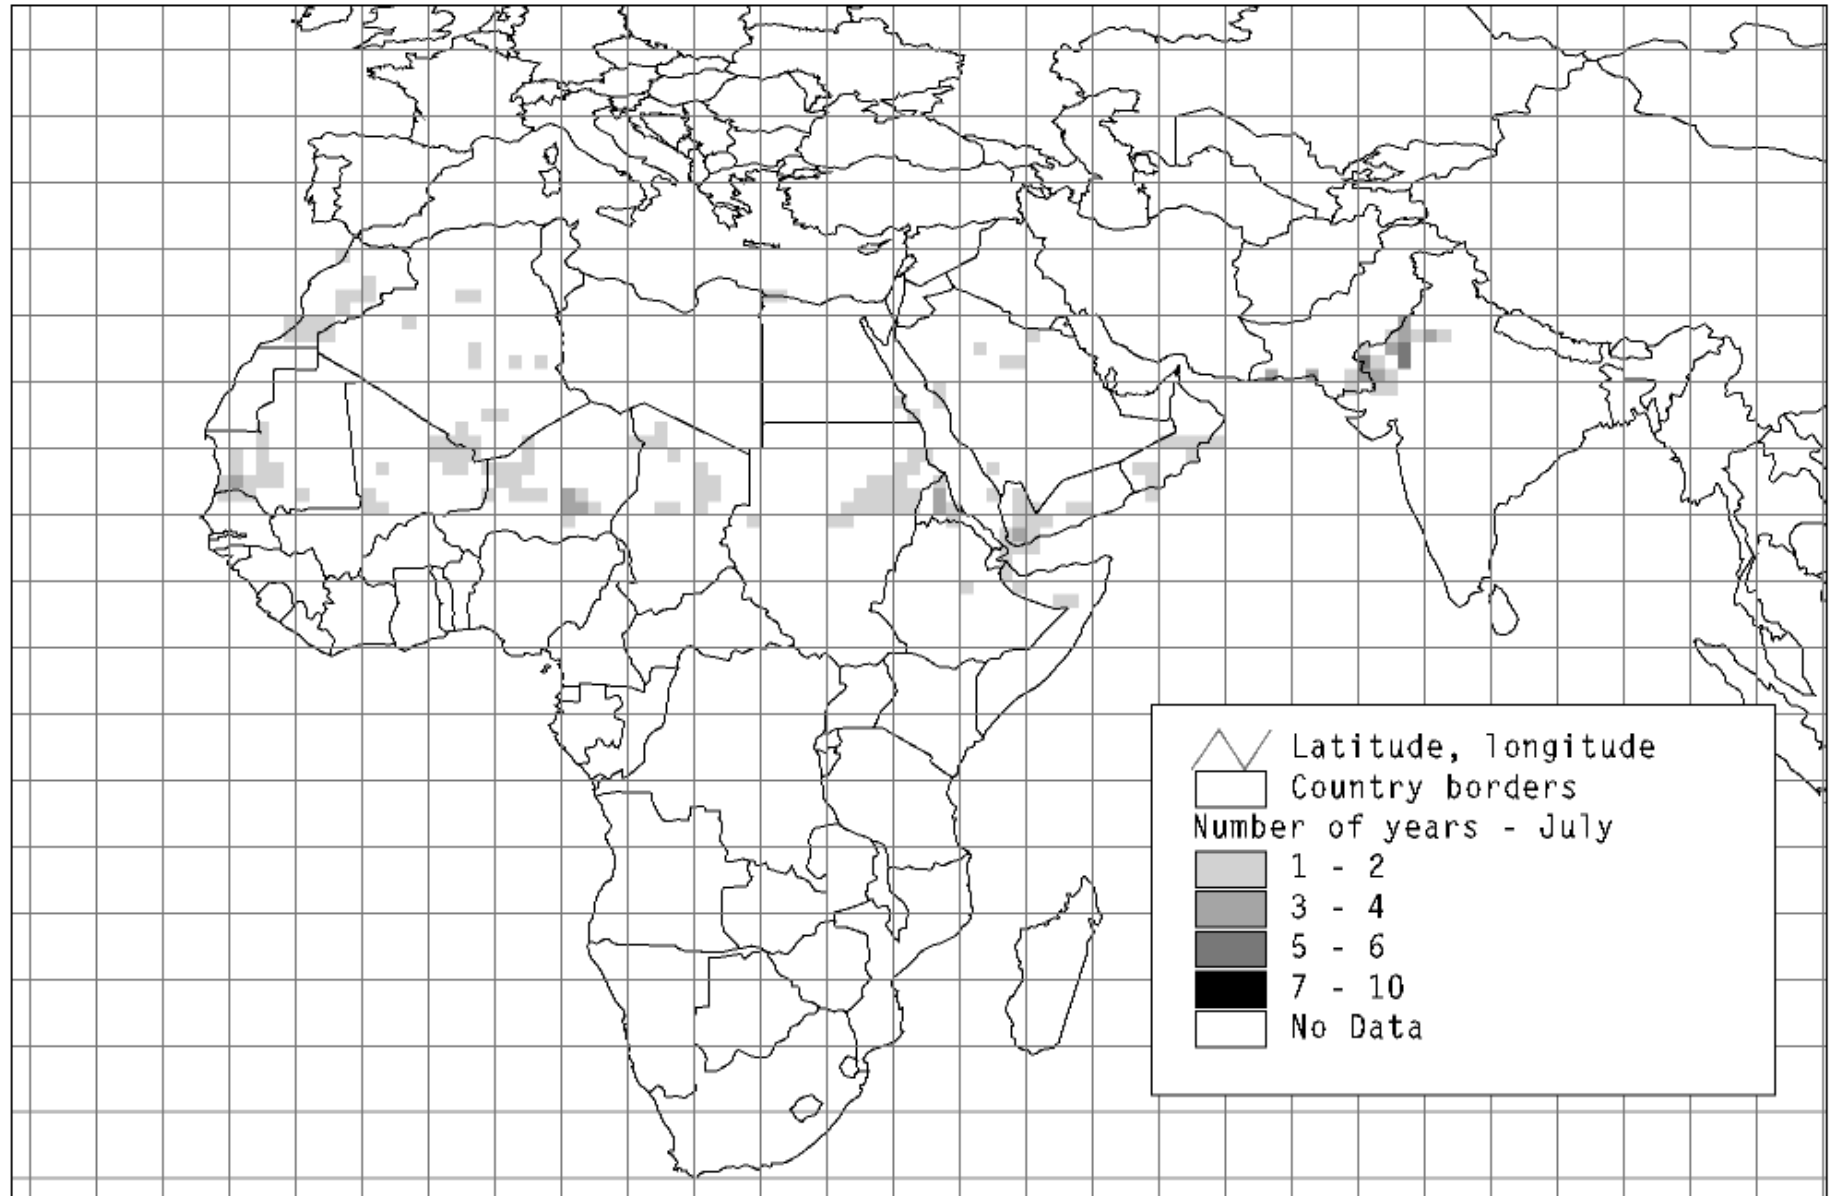 Latitude, longitude
Country borders
Number of years - July
1 - 2
3 - 4
5 - 6
7 - 10
No Data